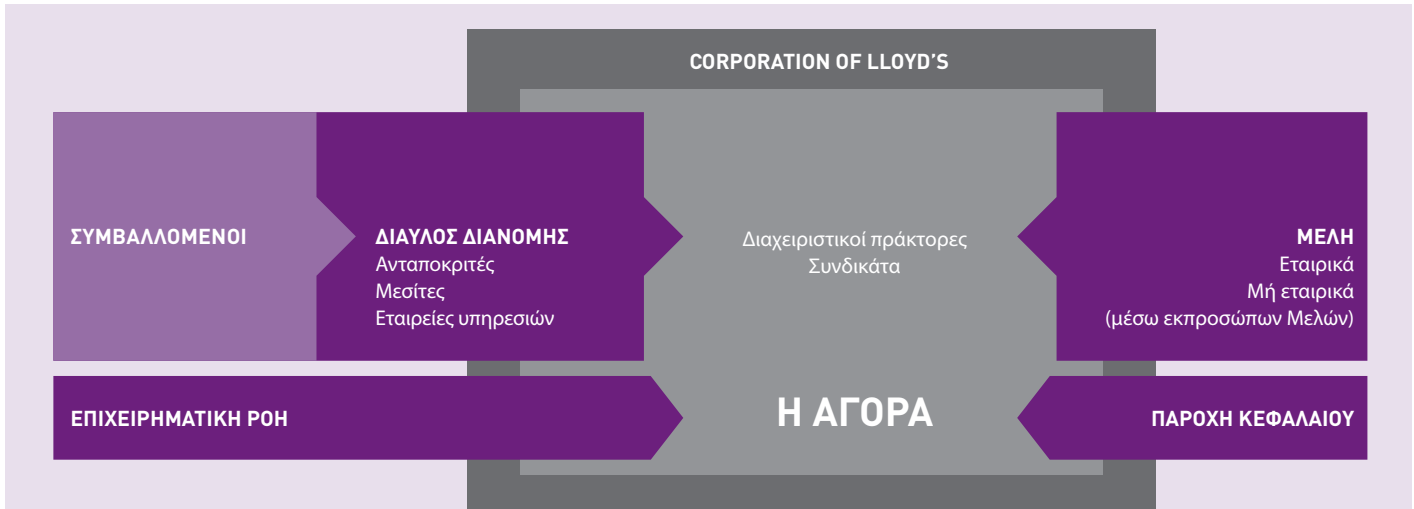 CORPORATION OF LLOYD'S
ΣΥΜΒΑΛΛΟΜΕΝΟΙ
ΔΙΑΥΛΟΣ ΔΙΑΝΟΜΗΣ
Ανταποκριτές
Μεσίτες
Εταιρείες υπηρεσιών
Διαχειριστικοί πράκτορες
Συνδικάτα
ΜΕΛΗ
Εταιρικά
Μή εταιρικά
(μέσω εκπροσώπων Μελών)
ΕΠΙΧΕΙΡΗΜΑΤΙΚΗ ΡΟΗ
Η ΑΓΟΡΑ
ΠΑΡΟΧΗ ΚΕΦΑΛΑΙΟΥ